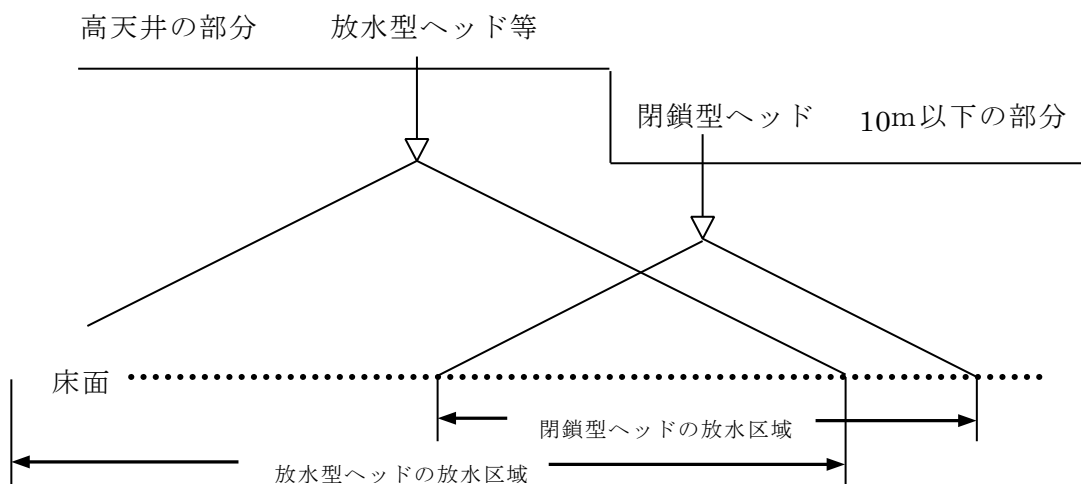 高天井の部分 放水型ヘッド等
閉鎖型ヘッド 10m以下の部分
床面
閉鎖型ヘッドの放水区域
放水型ヘッドの放水区域